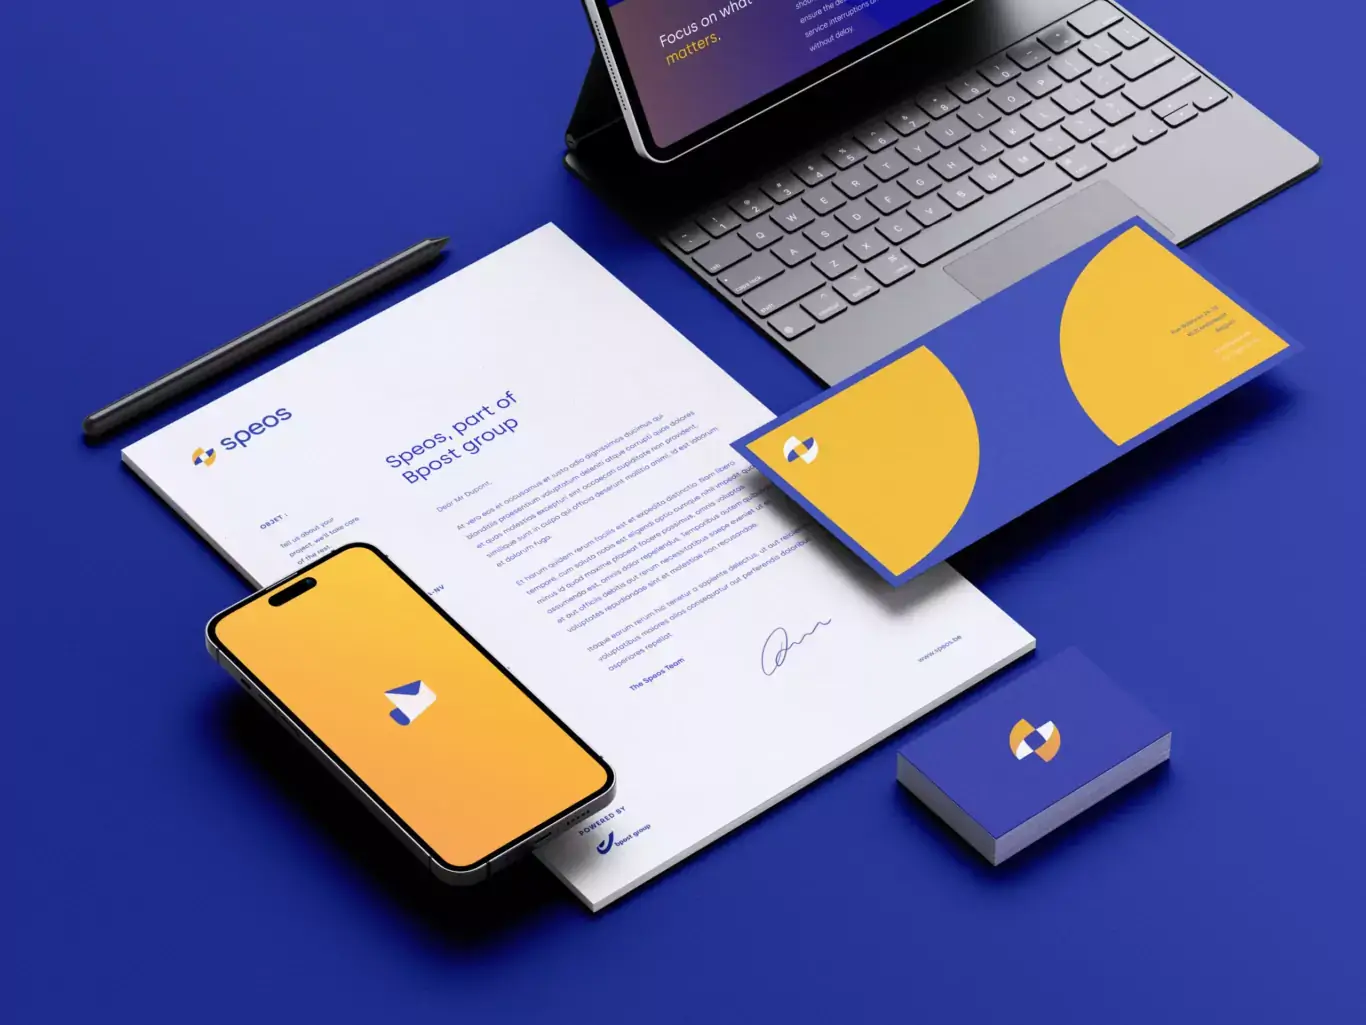 Focus on what
matters.
ensure the de
service interruptions
without delay
speos
Speos, part of
Bpost group
Dear Mr Dupont,
OBJET :
Tell us about your
project, we'll take care
of the rest.
At vero eos et accusamus et iusto odio dignissimos ducimus qui
blanditiis praesentium voluptatum deleniti atque corrupti quos dolores
et quas molestias excepturi sint occaecati cupiditate non provident,
similique sunt in culpa qui officia deserunt mollitia animi, id est laborum
et dolorum fuga.
Et harum quidem rerum facilis est et expedita distinctio. Nam libero
tempore, cum soluta nobis est eligendi optio cumque nihil impedit quo
minus id quod maxime placeat facere possimus, omnis voluptas
assumenda est, omnis dolor repellendus. Temporibus autem quibus
et aut officiis debitis aut rerum necessitatibus saepe eveniet ut e
voluptates repudiandae sint et molestiae non recusandae.
Itaque earum rerum hic tenetur a sapiente delectus, ut aut reici
voluptatibus maiores alias consequatur aut perferendis doloribus
asperiores repellat
The Speos Team
www.speos.be
POWERED BY
bpost group